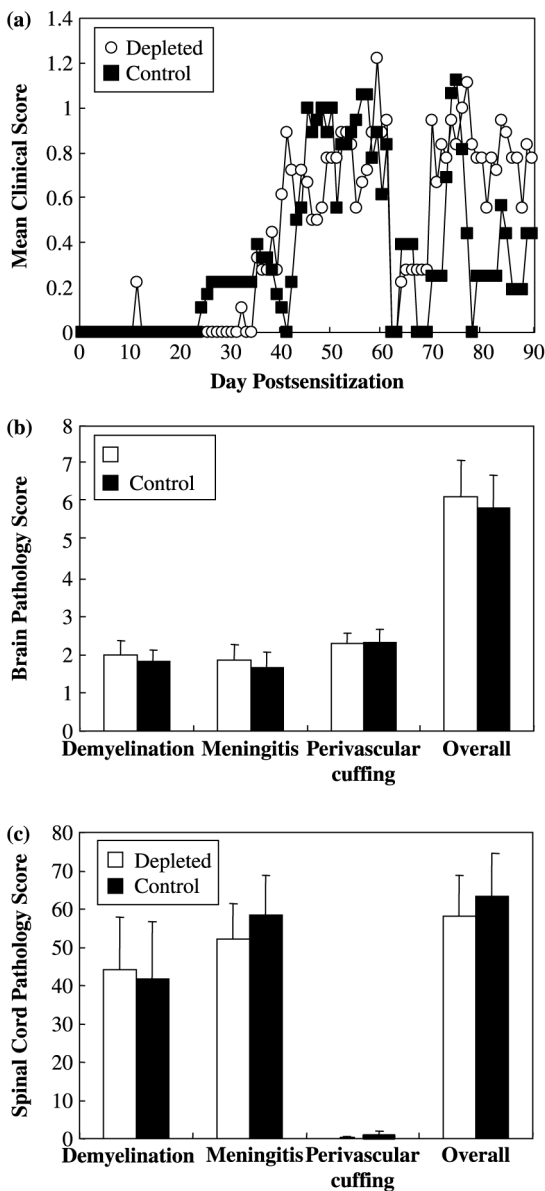 (a)
Mean Clinical Score
1.4
1.2
1
0.8
0.6
0.4
0.2
0
Depleted
Control
0 10 20 30 40 50 60 70 80 90
Day Postsensitization
(b)
Brain Pathology Score
8
7
6
5
4
3
2
1
0
Control
Demyelination Meningitis Perivascular Overall
cuffing
(c)
Spinal Cord Pathology Score
80
70
60
50
40
30
20
10
0
Depleted
Control
Demyelination Meningitis Perivascular Overall
cuffing